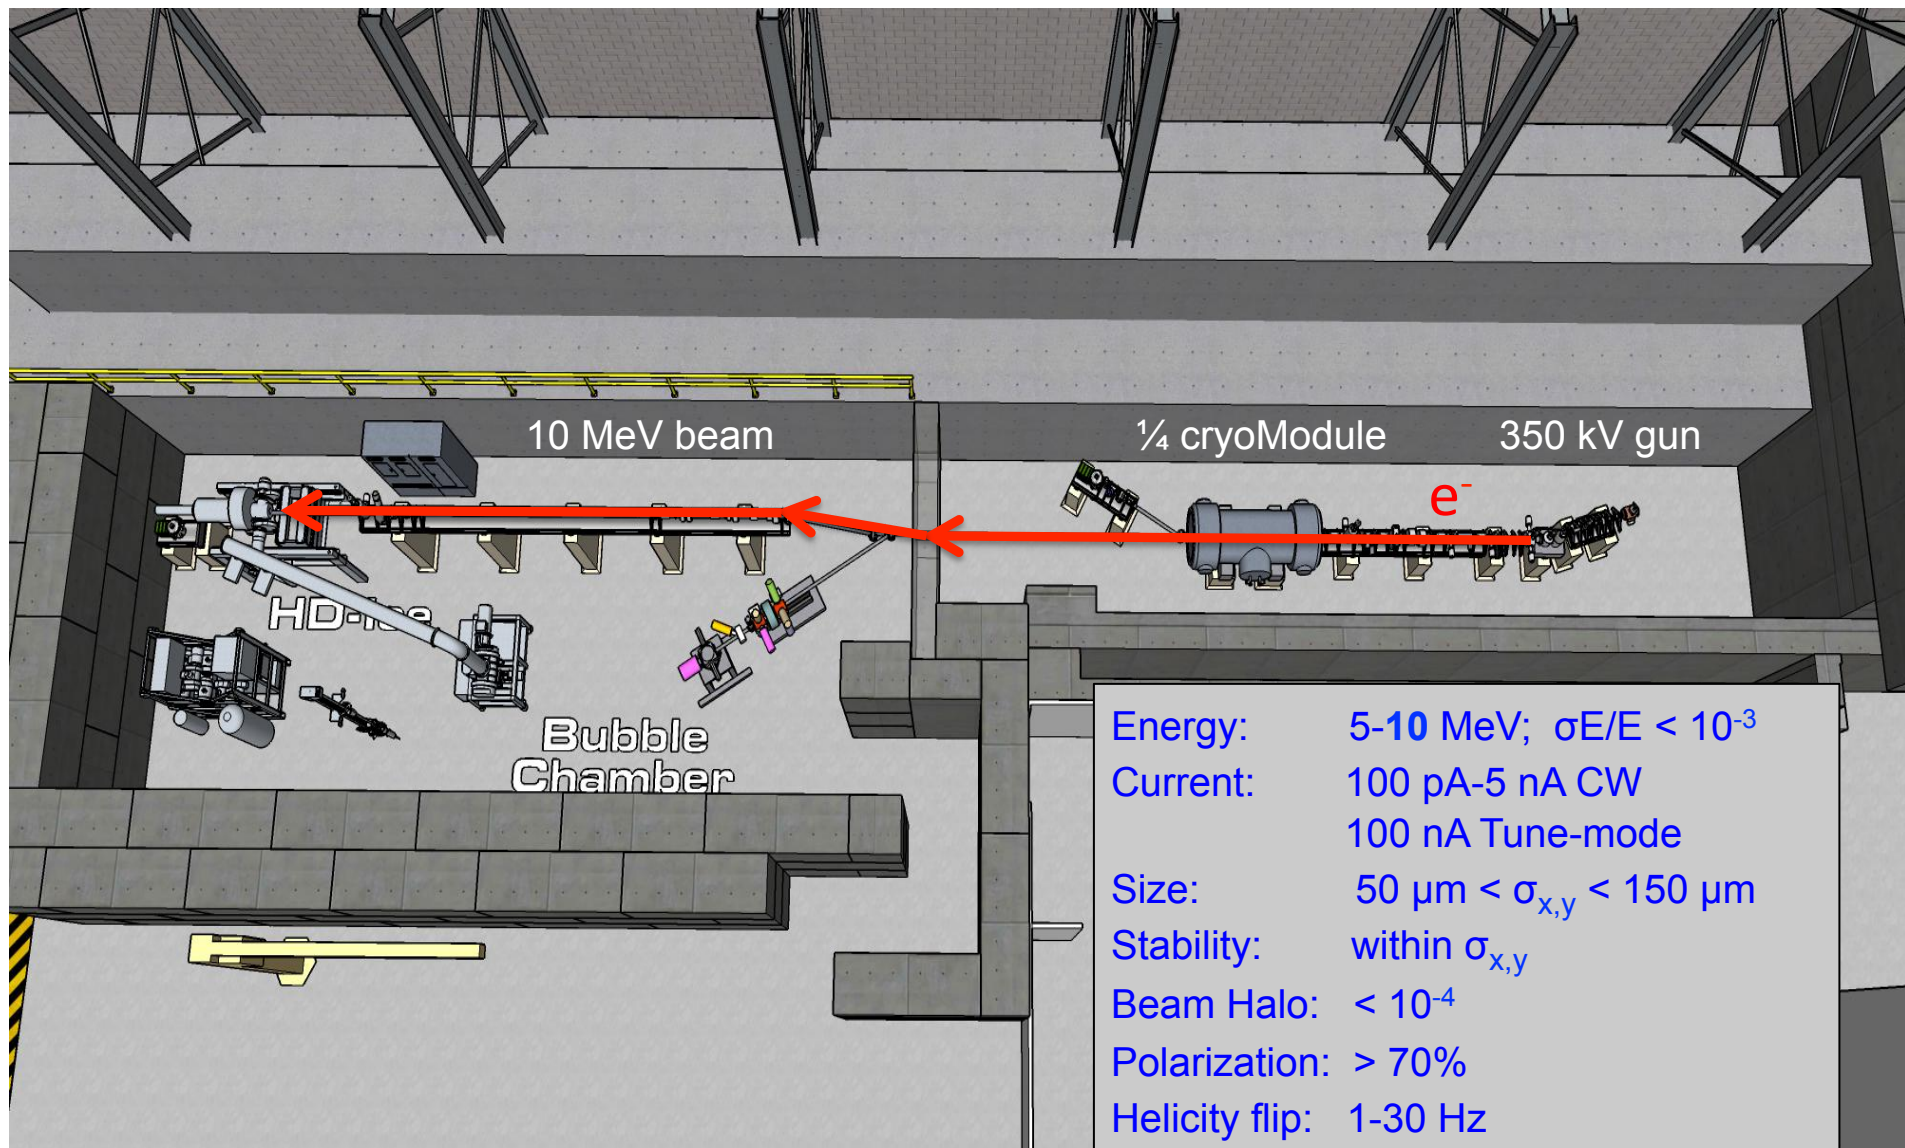 10 MeV beam
¼ cryoModule
350 kV gun
e⁻
HD-Ice
Bubble
Chamber
Energy: 5-10 MeV; σE/E < 10⁻³
Current: 100 pA-5 nA CW
100 nA Tune-mode
Size: 50 µm < σx,y < 150 µm
Stability: within σx,y
Beam Halo: < 10⁻⁴
Polarization: > 70%
Helicity flip: 1-30 Hz